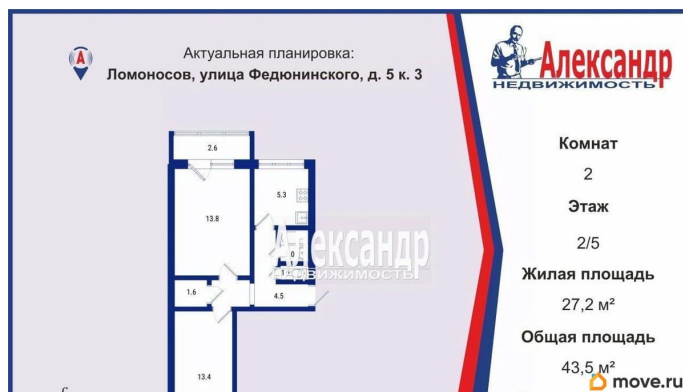 Актуальная планировка:
Ломоносов, улица Федюнинского, д. 5 к. 3
Александр
НЕДВИЖИМОСТЬ
Комнат
2
Этаж
2/5
Жилая площадь
27,2 м²
Общая площадь
43,5 м²
2.6
5.3
13.8
Александр
НЕДВИЖИМОСТЬ
1.6
4.5
13.4
С
move.ru